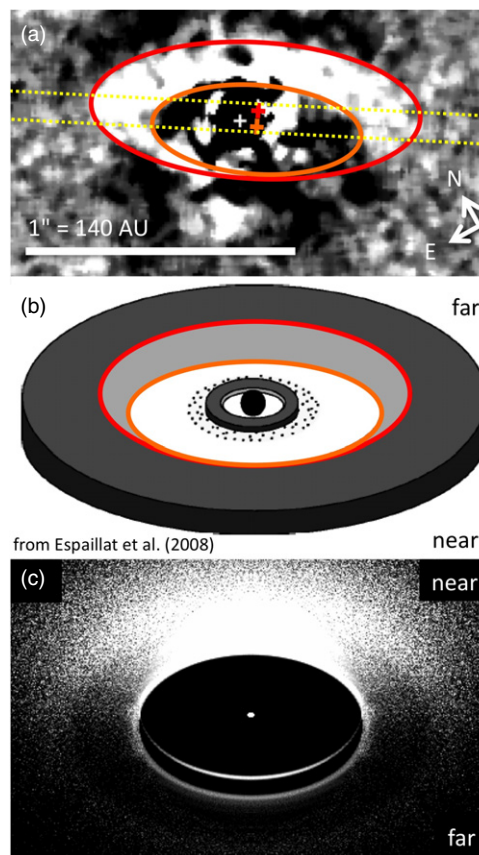 (a)
N
1" = 140 AU
E
(b)
far
from Espaillat et al. (2008)
near
(c)
near
far